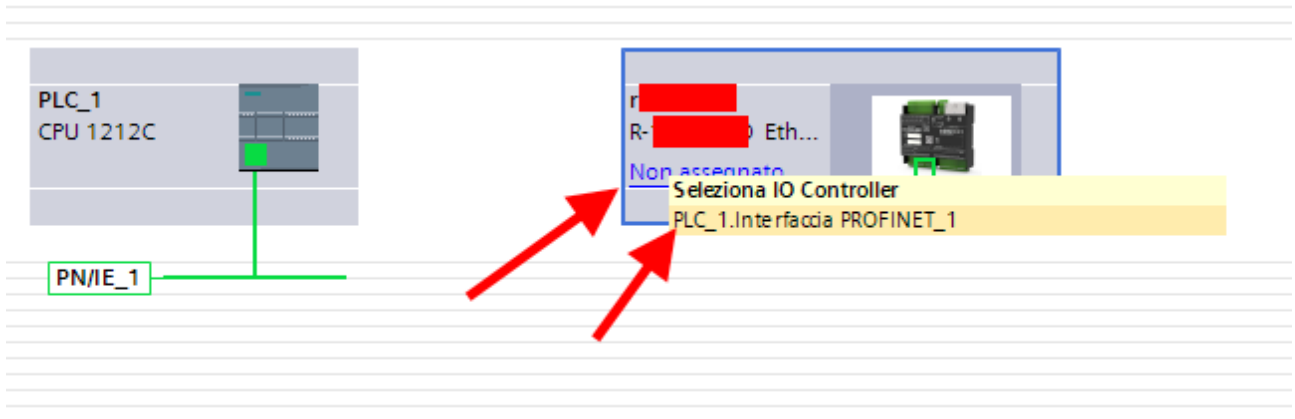 PLC_1
CPU 1212C
r
R- Eth...
Non assegnato
Seleziona IO Controller
PLC_1.Interfaccia PROFINET_1
PN/IE_1